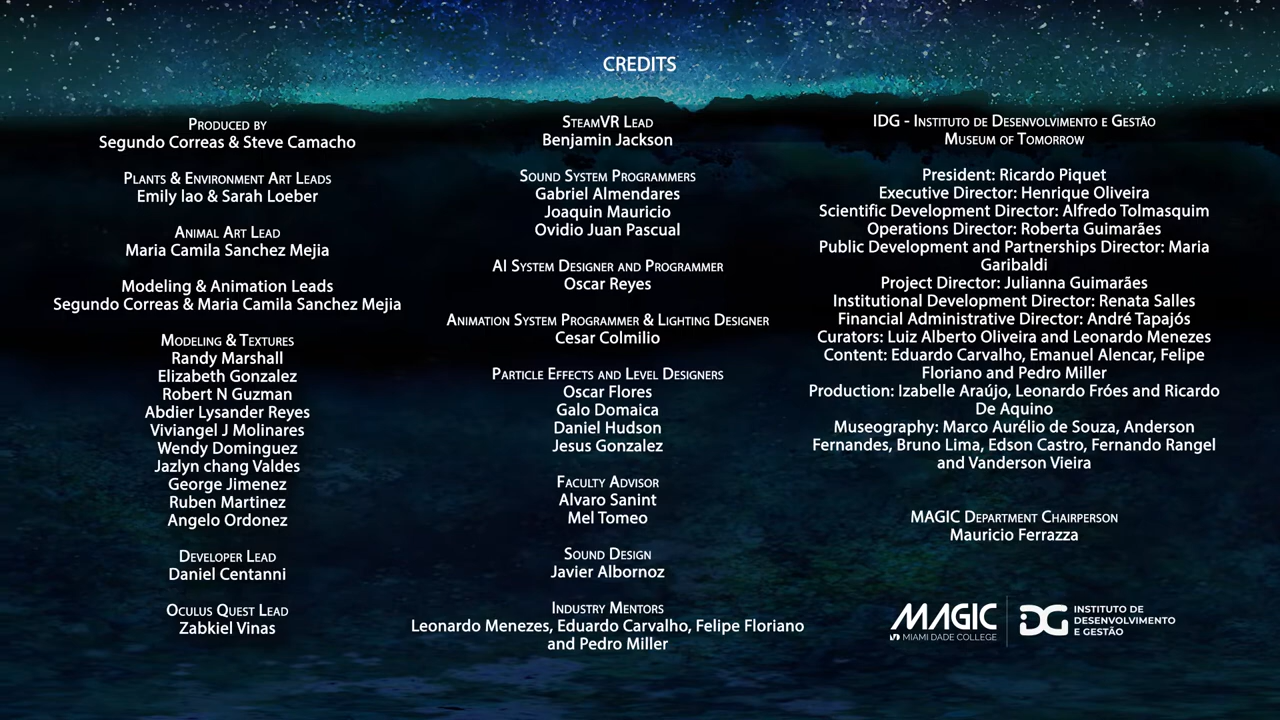 CREDITS
Produced by
Segundo Correas & Steve Camacho
Plants & Environment Art Leads
Emily Iao & Sarah Loeber
Animal Art Lead
Maria Camila Sanchez Mejia
Modeling & Animation Leads
Segundo Correas & Maria Camila Sanchez Mejia
Modeling & Textures
Randy Marshall
Elizabeth Gonzalez
Robert N Guzman
Abdier Lysander Reyes
Viviangel J Molinares
Wendy Dominguez
Jazlyn chang Valdes
George Jimenez
Ruben Martinez
Angelo Ordonez
Developer Lead
Daniel Centanni
Oculus Quest Lead
Zabkiel Vinas
SteamVR Lead
Benjamin Jackson
Sound System Programmers
Gabriel Almendares
Joaquin Mauricio
Ovidio Juan Pascual
AI System Designer and Programmer
Oscar Reyes
Animation System Programmer & Lighting Designer
Cesar Colmilio
Particle Effects and Level Designers
Oscar Flores
Galo Domaica
Daniel Hudson
Jesus Gonzalez
Faculty Advisor
Alvaro Sanint
Mel Tomeo
Sound Design
Javier Albornoz
Industry Mentors
Leonardo Menezes, Eduardo Carvalho, Felipe Floriano
and Pedro Miller
IDG - Instituto de Desenvolvimento e Gestão
Museum of Tomorrow
President: Ricardo Piquet
Executive Director: Henrique Oliveira
Scientific Development Director: Alfredo Tolmasquim
Operations Director: Roberta Guimarães
Public Development and Partnerships Director: Maria
Garibaldi
Project Director: Julianna Guimarães
Institutional Development Director: Renata Salles
Financial Administrative Director: André Tapajós
Curators: Luiz Alberto Oliveira and Leonardo Menezes
Content: Eduardo Carvalho, Emanuel Alencar, Felipe
Floriano and Pedro Miller
Production: Izabelle Araújo, Leonardo Fróes and Ricardo
De Aquino
Museography: Marco Aurélio de Souza, Anderson
Fernandes, Bruno Lima, Edson Castro, Fernando Rangel
and Vanderson Vieira
MAGIC Department Chairperson
Mauricio Ferrazza
MAGIC
MIAMI DADE COLLEGE
IDG
INSTITUTO DE
DESENVOLVIMENTO
E GESTÃO